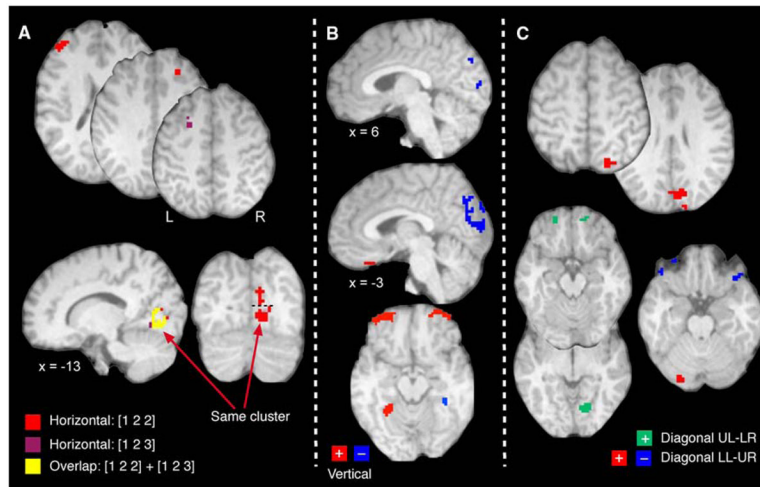 A
L
R
x = -13
Same cluster
Horizontal: [1 2 2]
Horizontal: [1 2 3]
Overlap: [1 2 2] + [1 2 3]
B
x = 6
x = -3
+ −
Vertical
C
+ Diagonal UL-LR
+ − Diagonal LL-UR